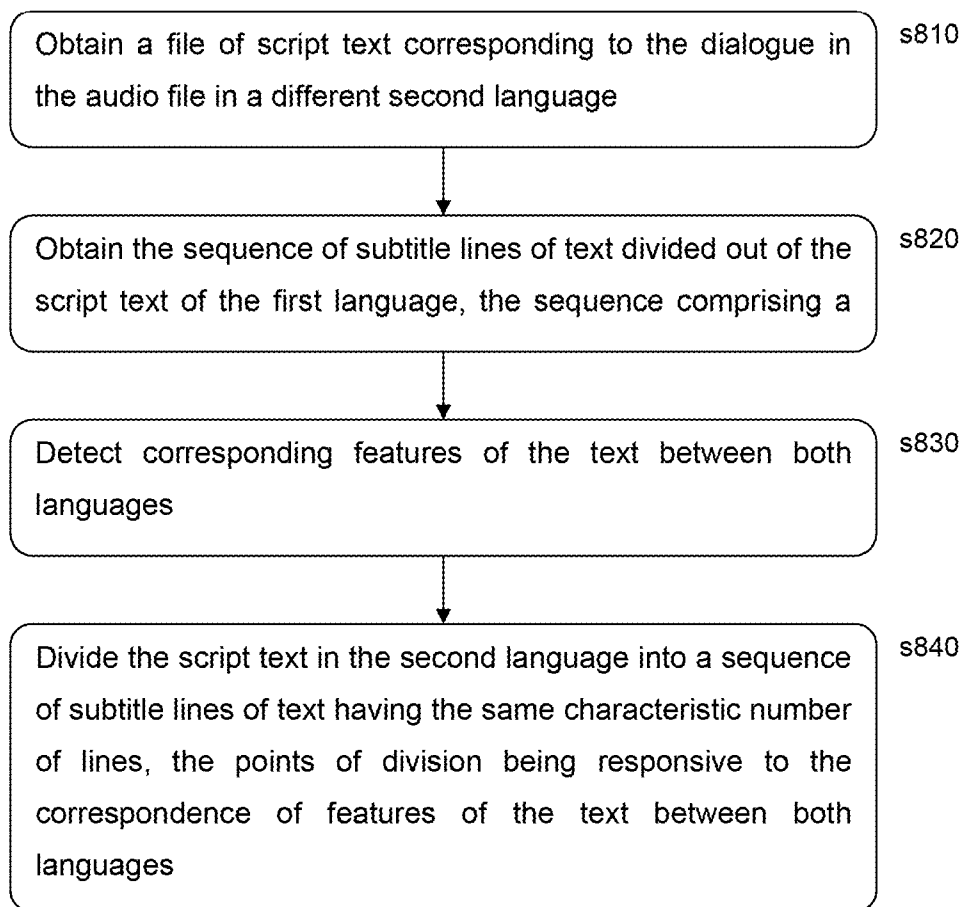 Obtain a file of script text corresponding to the dialogue in
the audio file in a different second language
s810
Obtain the sequence of subtitle lines of text divided out of the
script text of the first language, the sequence comprising a
s820
Detect corresponding features of the text between both
languages
s830
Divide the script text in the second language into a sequence
of subtitle lines of text having the same characteristic number
of lines, the points of division being responsive to the
correspondence of features of the text between both
languages
s840